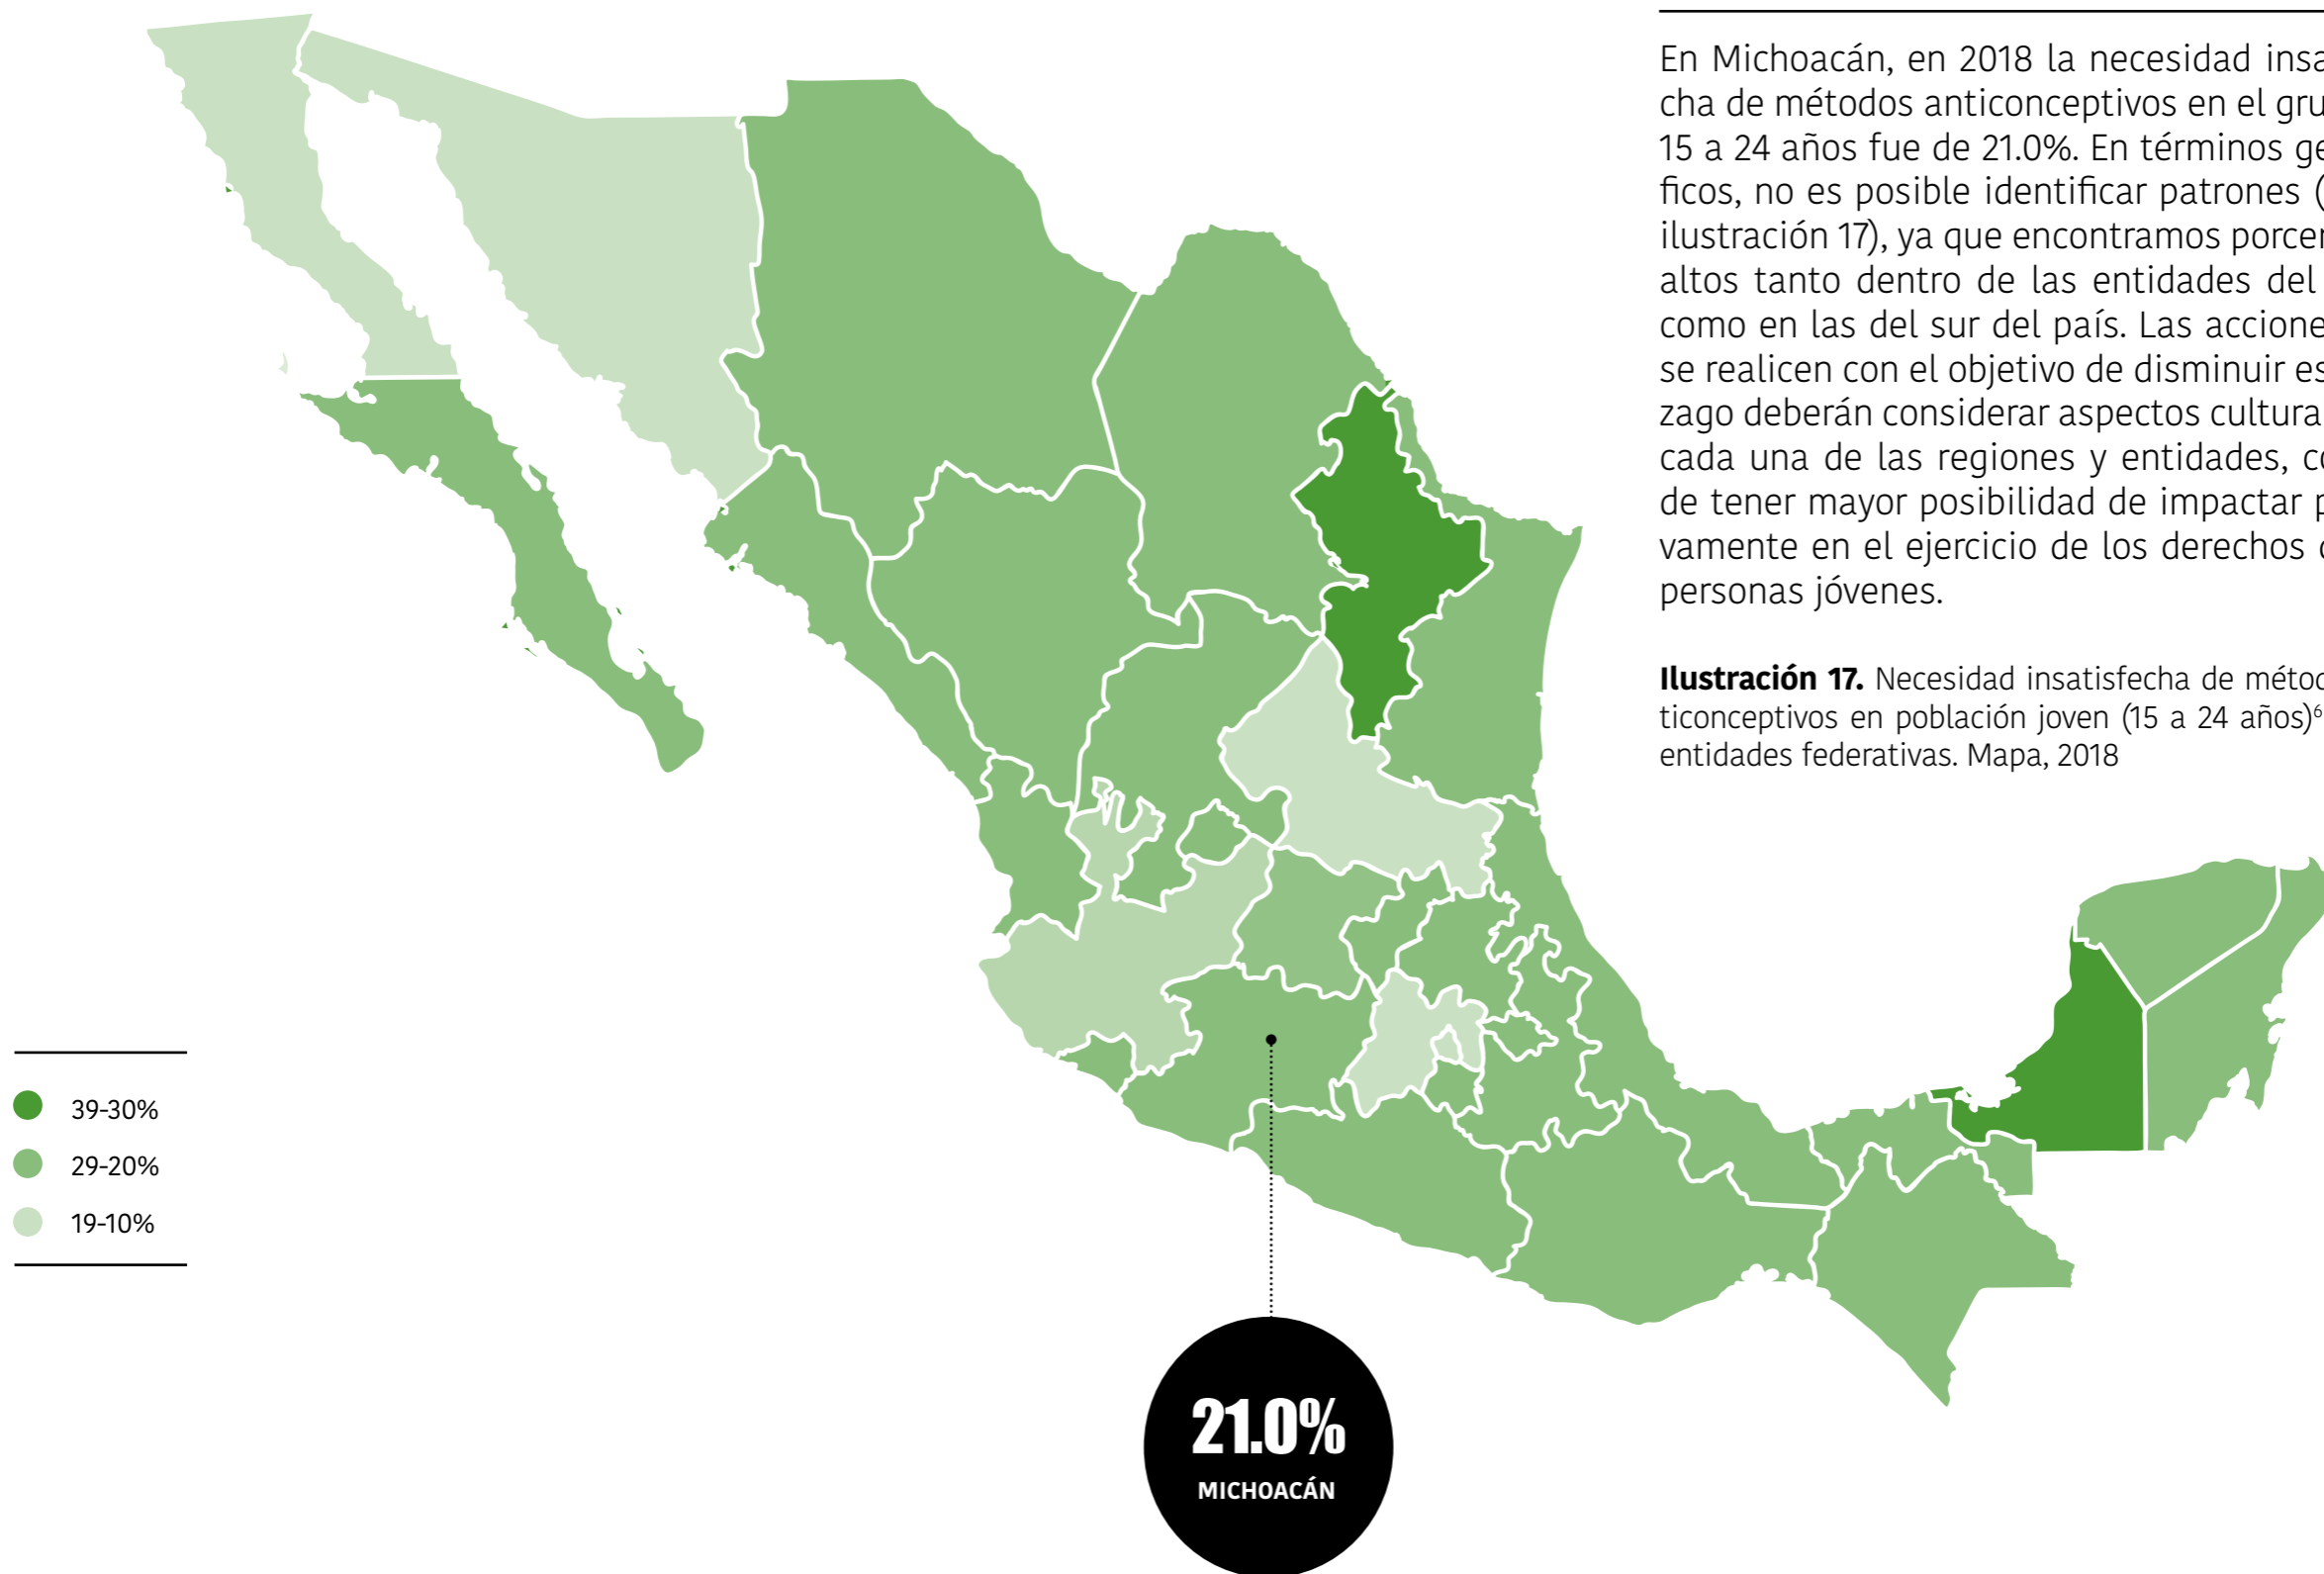 En Michoacán, en 2018 la necesidad insa
cha de métodos anticonceptivos en el gru
15 a 24 años fue de 21.0%. En términos ge
ficos, no es posible identificar patrones (
ilustración 17), ya que encontramos porcen
altos tanto dentro de las entidades del
como en las del sur del país. Las accione
se realicen con el objetivo de disminuir es
zago deberán considerar aspectos cultura
cada una de las regiones y entidades, co
de tener mayor posibilidad de impactar p
vamente en el ejercicio de los derechos
personas jóvenes.
Ilustración 17. Necesidad insatisfecha de métod
ticonceptivos en población joven (15 a 24 años)⁶
entidades federativas. Mapa, 2018
39-30%
29-20%
19-10%
21.0%
MICHOACÁN